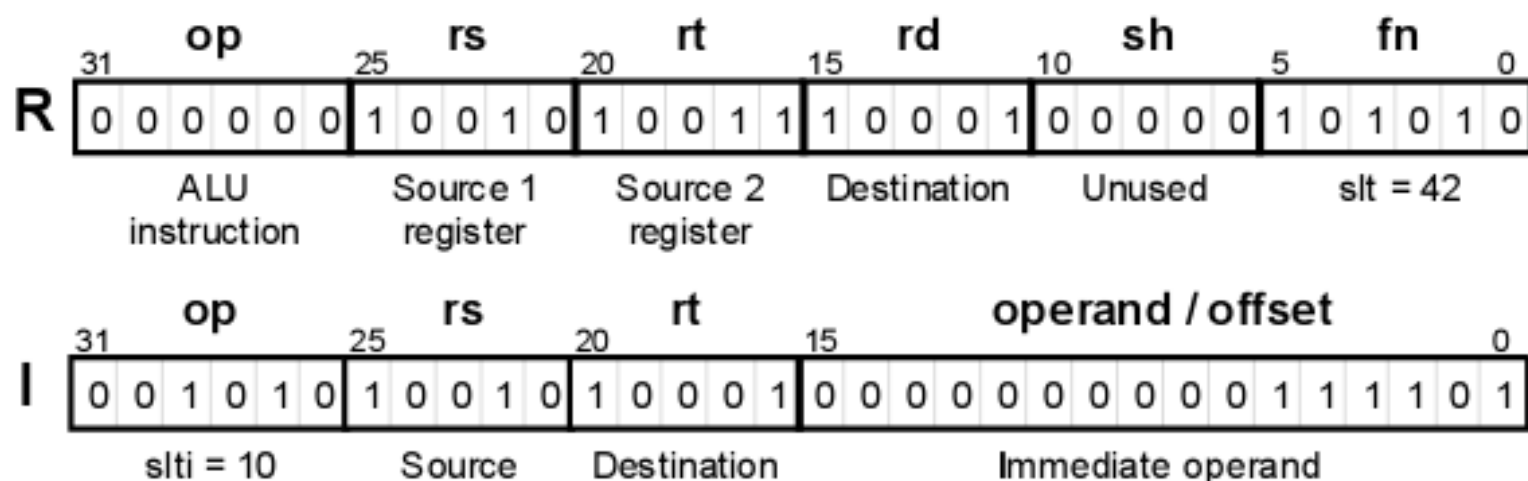 op rs rt rd sh fn
31 25 20 15 10 5 0
R 0 0 0 0 0 0 1 0 0 1 0 1 0 0 1 1 1 0 0 0 1 0 0 0 0 0 1 0 1 0 1 0
ALU Source 1 Source 2 Destination Unused slt = 42
instruction register register
op rs rt operand / offset
31 25 20 15 0
I 0 0 1 0 1 0 1 0 0 1 0 1 0 0 0 1 0 0 0 0 0 0 0 0 0 0 1 1 1 1 0 1
slti = 10 Source Destination Immediate operand